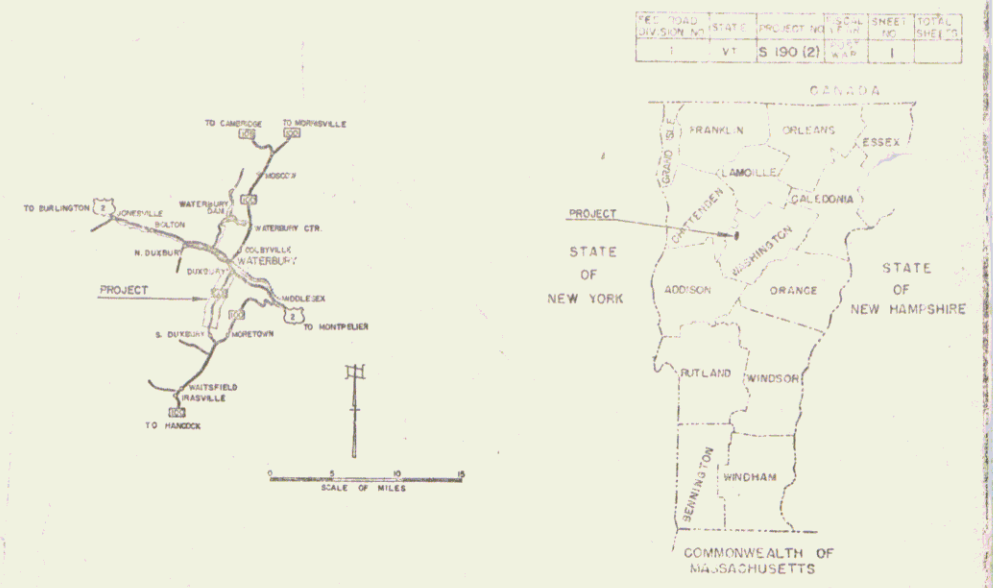 FED. ROAD DIVISION NO. STATE PROJECT NO. FISCAL YEAR SHEET NO. TOTAL SHEETS
1 VT S 190 (2) POST WAR 1
CANADA
GRAND ISLE
FRANKLIN
ORLEANS
ESSEX
LAMOILLE
CALEDONIA
CHITTENDEN
PROJECT
WASHINGTON
STATE
OF
NEW YORK
STATE
OF
NEW HAMPSHIRE
ADDISON
ORANGE
RUTLAND
WINDSOR
BENNINGTON
WINDHAM
COMMONWEALTH OF
MASSACHUSETTS
TO CAMBRIDGE
TO MORRISVILLE
100
MOSCOW
100
WATERBURY
DAM
WATERBURY CTR.
TO BURLINGTON
2
JONESVILLE
BOLTON
N. DUXBURY
COLBYVILLE
WATERBURY
DUXBURY
PROJECT
100
MIDDLESEX
2
TO MONTPELIER
100
S. DUXBURY
MORETOWN
WAITSFIELD
IRASVILLE
100
TO HANCOCK
0 5 10 15
SCALE OF MILES